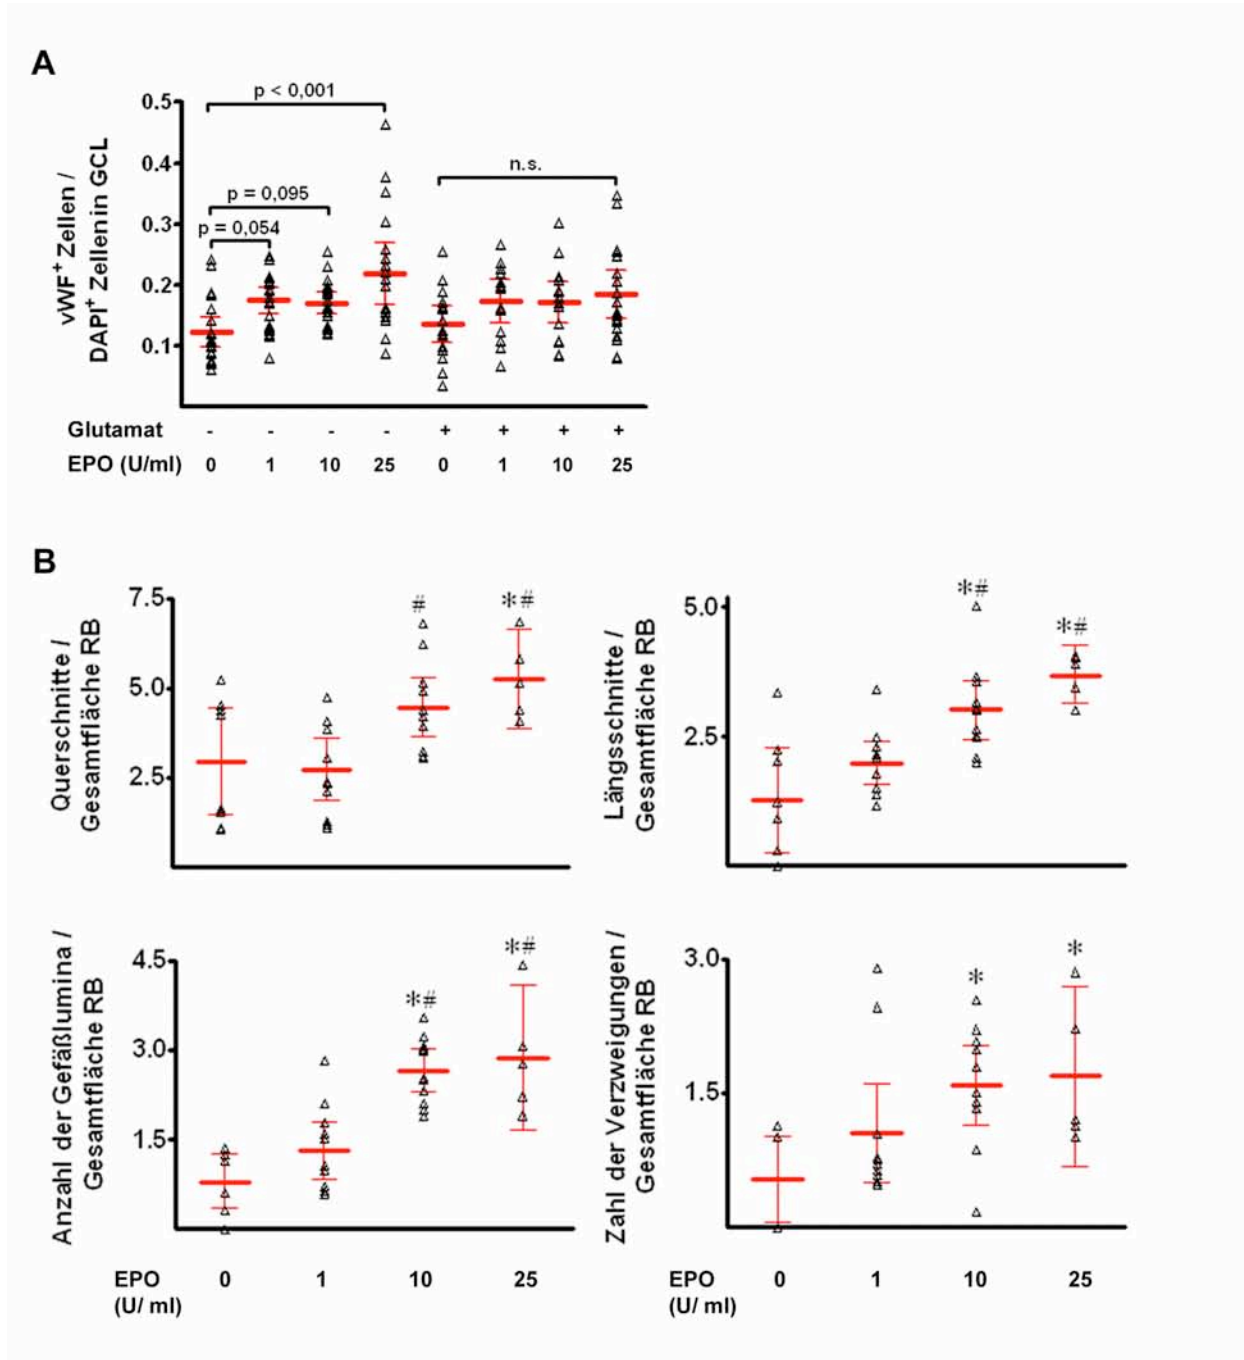 A
p < 0,001
n.s.
p = 0,095
p = 0,054
vWF+ Zellen /
DAPI+ Zellen in GCL
0.5
0.4
0.3
0.2
0.1
Glutamat - - - - + + + +
EPO (U/ml) 0 1 10 25 0 1 10 25
B
Querschnitte /
Gesamtfläche RB
7.5
5.0
2.5
#
*#
Längsschnitte /
Gesamtfläche RB
5.0
2.5
*#
*#
Anzahl der Gefäßlumina /
Gesamtfläche RB
4.5
3.0
1.5
*#
*#
Zahl der Verzweigungen /
Gesamtfläche RB
3.0
1.5
*
*
EPO 0 1 10 25
(U/ ml)
EPO 0 1 10 25
(U/ ml)